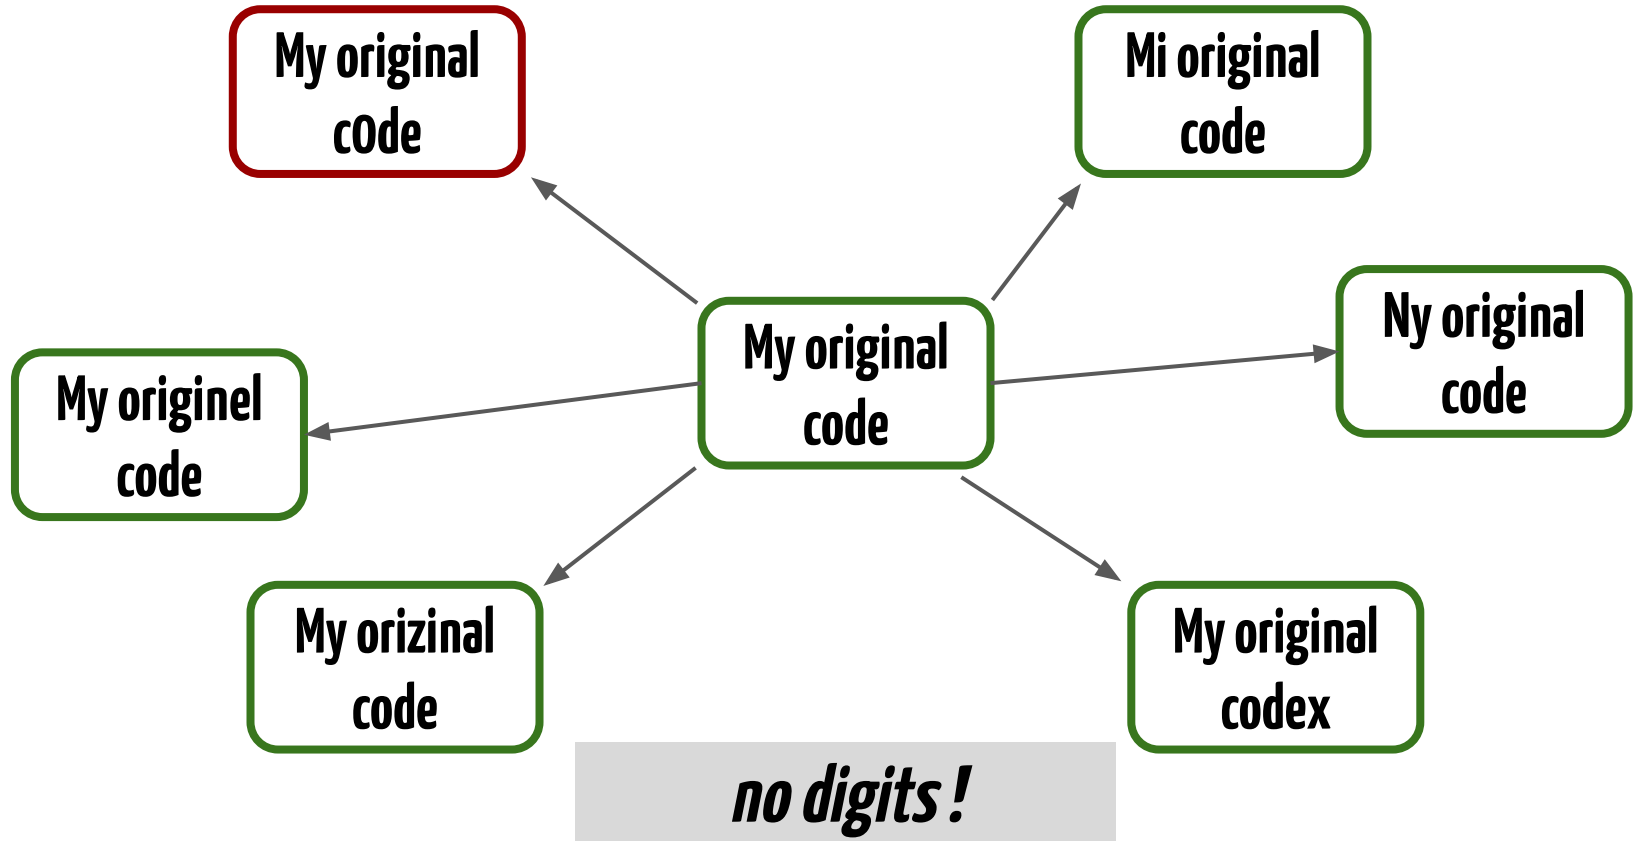 My original
c0de
Mi original
code
My original
code
Ny original
code
My originel
code
My orizinal
code
My original
codex
no digits !